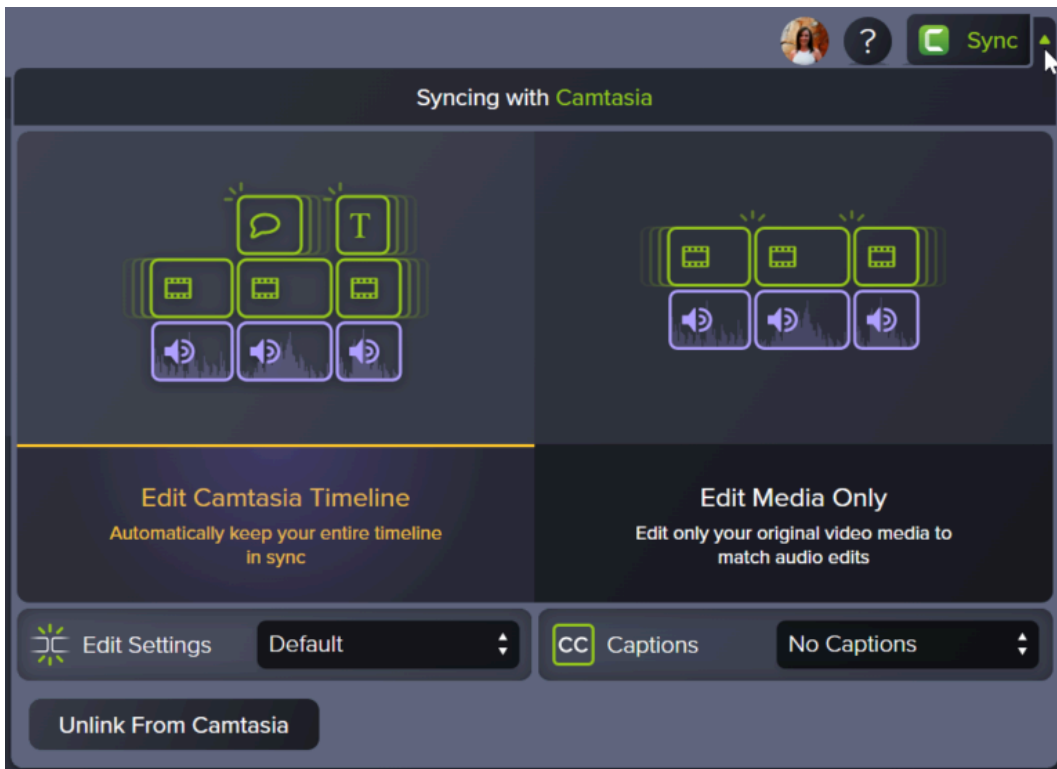 ? Sync
Syncing with Camtasia
T
Edit Camtasia Timeline
Automatically keep your entire timeline
in sync
Edit Media Only
Edit only your original video media to
match audio edits
Edit Settings Default
CC Captions No Captions
Unlink From Camtasia